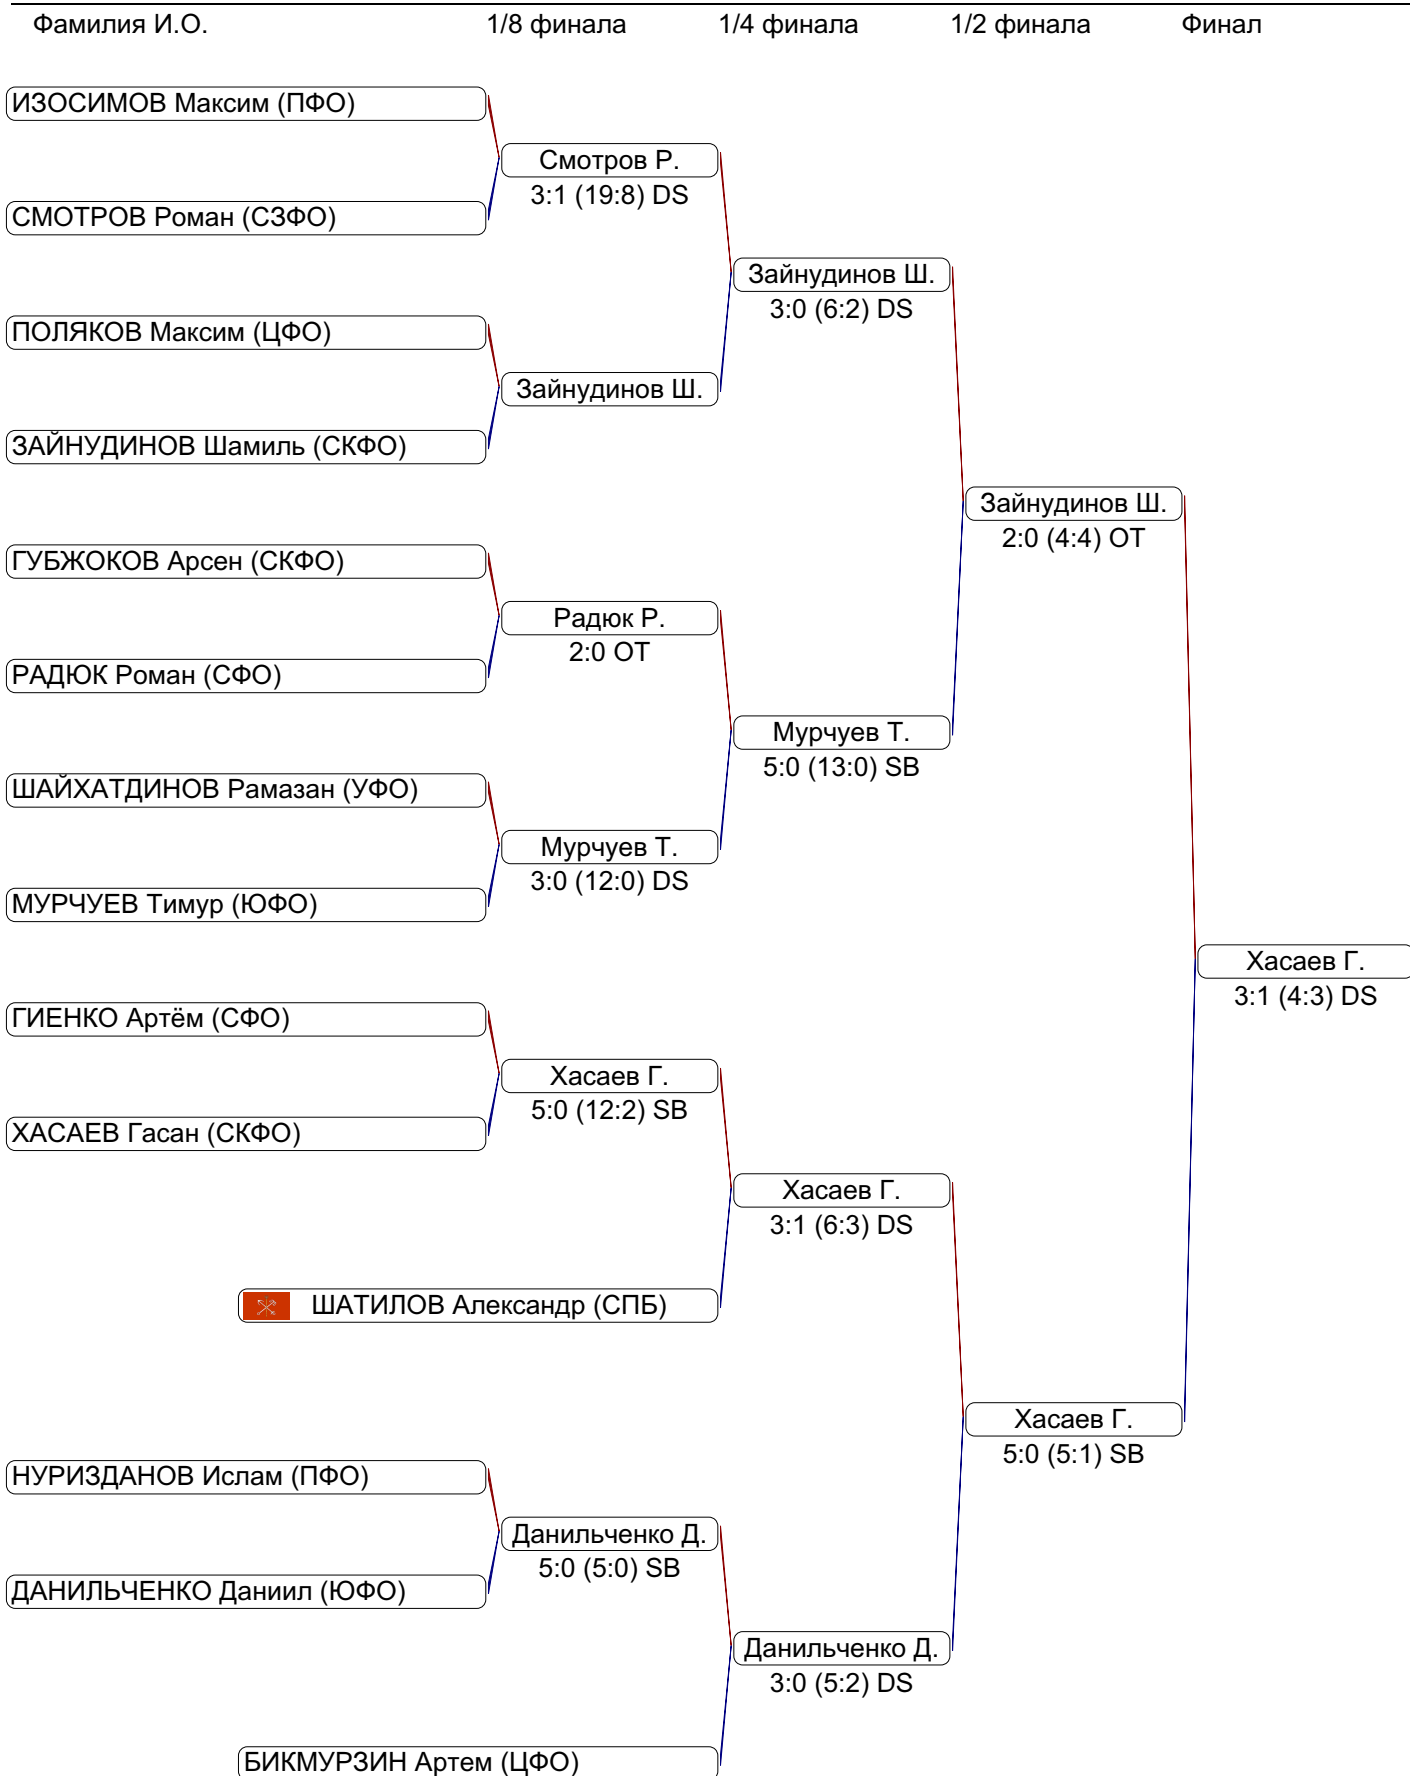 Фамилия И.О. 1/8 финала 1/4 финала 1/2 финала Финал
ИЗОСИМОВ Максим (ПФО)
Смотров Р.
3:1 (19:8) DS
СМОТРОВ Роман (СЗФО)
Зайнудинов Ш.
3:0 (6:2) DS
ПОЛЯКОВ Максим (ЦФО)
Зайнудинов Ш.
ЗАЙНУДИНОВ Шамиль (СКФО)
Зайнудинов Ш.
2:0 (4:4) OT
ГУБЖОКОВ Арсен (СКФО)
Радюк Р.
2:0 OT
РАДЮК Роман (СФО)
Мурчуев Т.
5:0 (13:0) SB
ШАЙХАТДИНОВ Рамазан (УФО)
Мурчуев Т.
3:0 (12:0) DS
МУРЧУЕВ Тимур (ЮФО)
Хасаев Г.
3:1 (4:3) DS
ГИЕНКО Артём (СФО)
Хасаев Г.
5:0 (12:2) SB
ХАСАЕВ Гасан (СКФО)
Хасаев Г.
3:1 (6:3) DS
ШАТИЛОВ Александр (СПБ)
Хасаев Г.
5:0 (5:1) SB
НУРИЗДАНОВ Ислам (ПФО)
Данильченко Д.
5:0 (5:0) SB
ДАНИЛЬЧЕНКО Даниил (ЮФО)
Данильченко Д.
3:0 (5:2) DS
БИКМУРЗИН Артем (ЦФО)